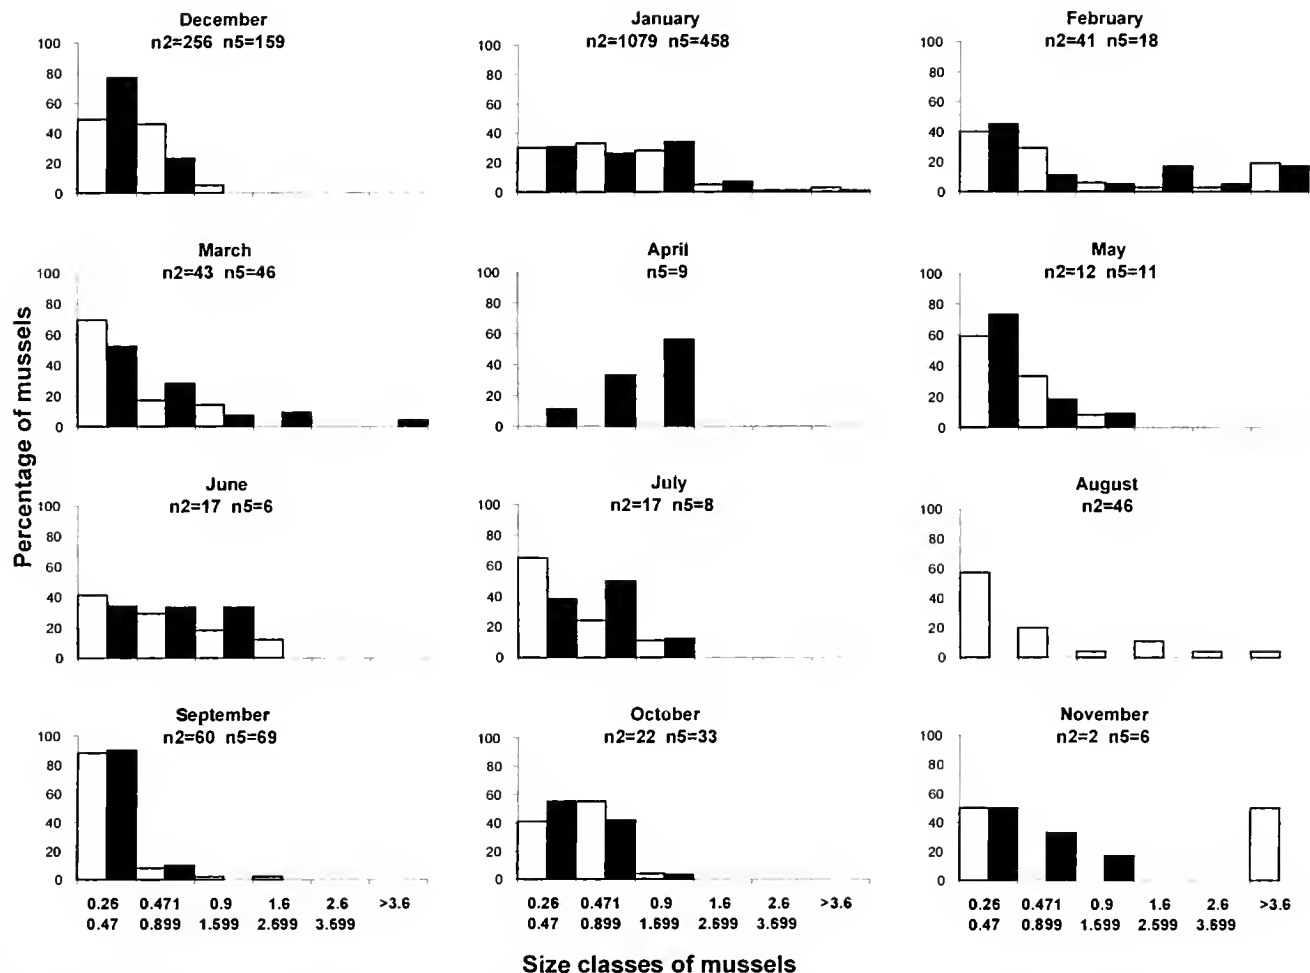 December
n2=256 n5=159
100
80
60
40
20
0
January
n2=1079 n5=458
100
80
60
40
20
0
February
n2=41 n5=18
100
80
60
40
20
0
Percentage of mussels
March
n2=43 n5=46
100
80
60
40
20
0
April
n5=9
100
80
60
40
20
0
May
n2=12 n5=11
100
80
60
40
20
0
June
n2=17 n5=6
100
80
60
40
20
0
July
n2=17 n5=8
100
80
60
40
20
0
August
n2=46
100
80
60
40
20
0
September
n2=60 n5=69
100
80
60
40
20
0
October
n2=22 n5=33
100
80
60
40
20
0
November
n2=2 n5=6
100
80
60
40
20
0
0.26 0.471 0.9 1.6 2.6 >3.6
0.47 0.899 1.599 2.699 3.699
0.26 0.471 0.9 1.6 2.6 >3.6
0.47 0.899 1.599 2.699 3.699
0.26 0.471 0.9 1.6 2.6 >3.6
0.47 0.899 1.699 2.599 3.699
Size classes of mussels